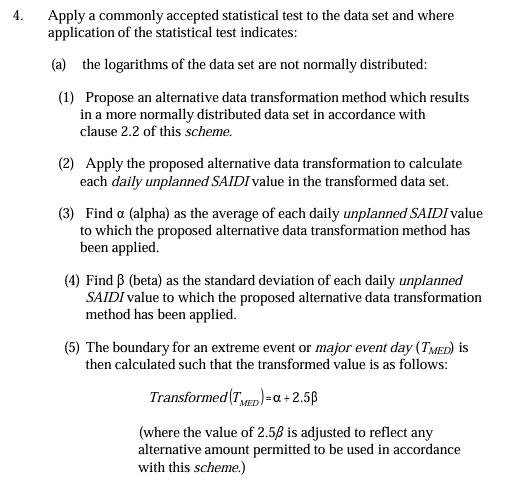 4. Apply a commonly accepted statistical test to the data set and where
application of the statistical test indicates:
(a) the logarithms of the data set are not normally distributed:
(1) Propose an alternative data transformation method which results
in a more normally distributed data set in accordance with
clause 2.2 of this scheme.
(2) Apply the proposed alternative data transformation to calculate
each daily unplanned SAIDI value in the transformed data set.
(3) Find α (alpha) as the average of each daily unplanned SAIDI value
to which the proposed alternative data transformation method has
been applied.
(4) Find β (beta) as the standard deviation of each daily unplanned
SAIDI value to which the proposed alternative data transformation
method has been applied.
(5) The boundary for an extreme event or major event day (TMED) is
then calculated such that the transformed value is as follows:
Transformed(TMED)=α + 2.5β
(where the value of 2.5β is adjusted to reflect any
alternative amount permitted to be used in accordance
with this scheme.)